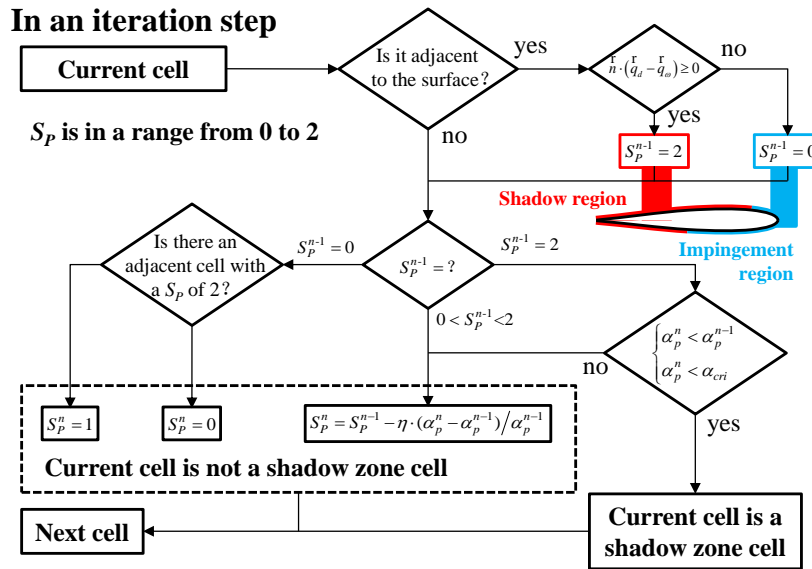 In an iteration step
Current cell
Is it adjacent
to the surface?
yes
r r r
n·(q_d − q_ω) ≥ 0
no
yes
no
S_P is in a range from 0 to 2
S_P^{n-1} = 2
S_P^{n-1} = 0
Shadow region
Impingement
region
Is there an
adjacent cell with
a S_P of 2?
S_P^{n-1} = 0
S_P^{n-1} = ?
S_P^{n-1} = 2
0 < S_P^{n-1} < 2
α_p^n < α_p^{n-1}
α_p^n < α_cri
no
yes
S_P^n = 1
S_P^n = 0
S_P^n = S_P^{n-1} − η·(α_p^n − α_p^{n-1})/α_p^{n-1}
Current cell is not a shadow zone cell
Next cell
Current cell is a
shadow zone cell